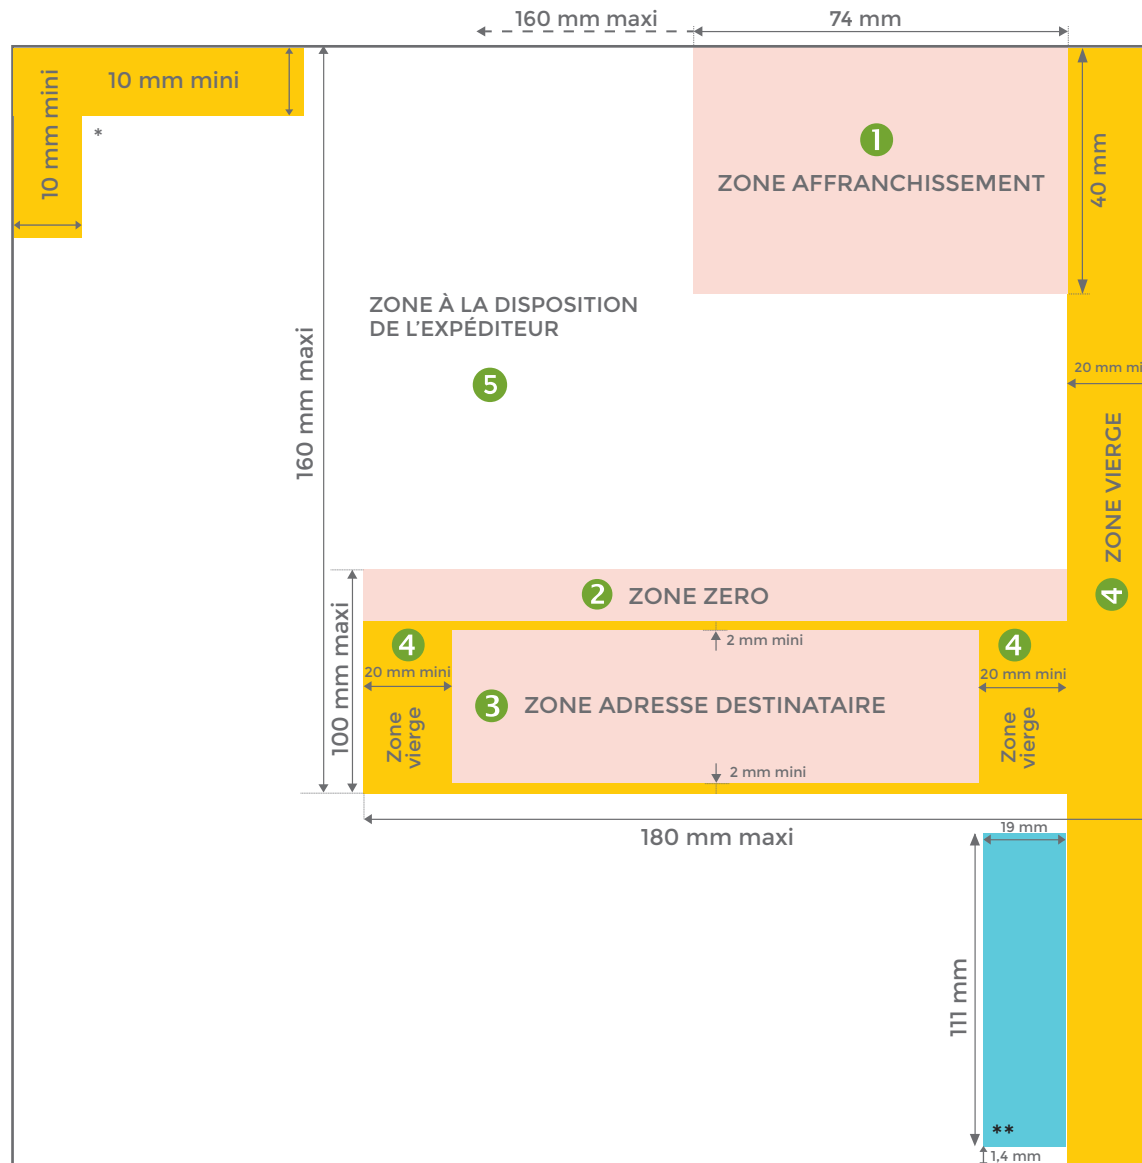 160 mm maxi
74 mm
10 mm mini
10 mm mini
*
1
ZONE AFFRANCHISSEMENT
40 mm
ZONE À LA DISPOSITION
DE L'EXPÉDITEUR
5
160 mm maxi
20 mm mi
ZONE VIERGE
4
2 ZONE ZERO
100 mm maxi
4
20 mm mini
Zone
vierge
2 mm mini
3 ZONE ADRESSE DESTINATAIRE
2 mm mini
4
20 mm mini
Zone
vierge
180 mm maxi
19 mm
111 mm
**
1,4 mm